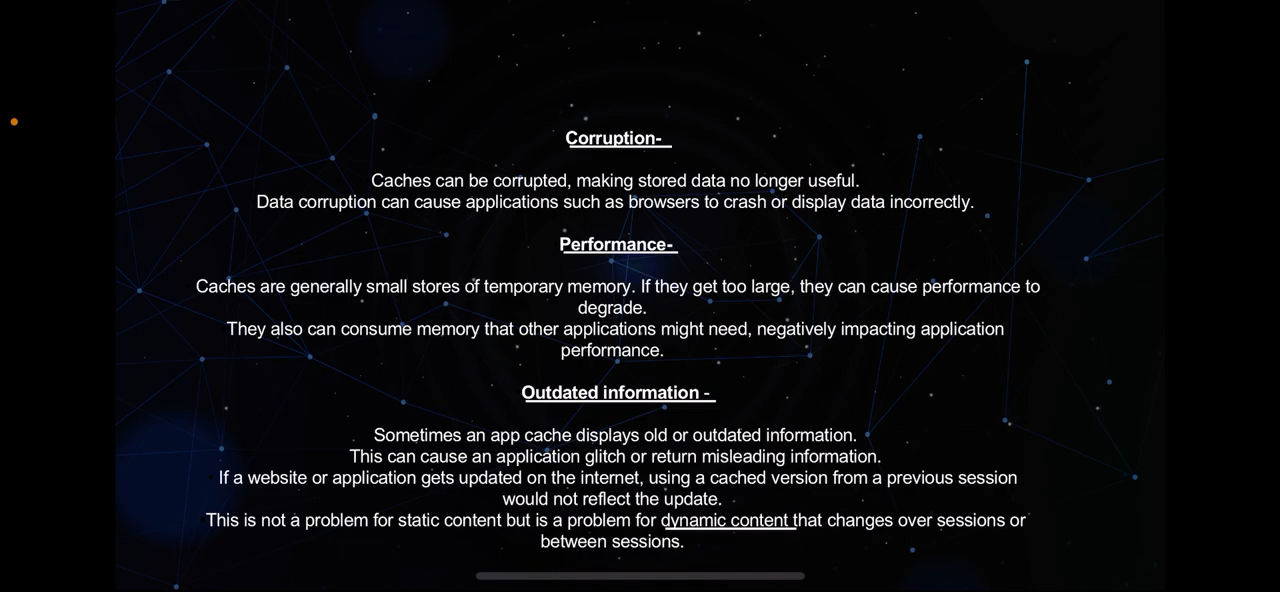 Corruption-
Caches can be corrupted, making stored data no longer useful.
Data corruption can cause applications such as browsers to crash or display data incorrectly.
Performance-
Caches are generally small stores of temporary memory. If they get too large, they can cause performance to
degrade.
They also can consume memory that other applications might need, negatively impacting application
performance.
Outdated information -
Sometimes an app cache displays old or outdated information.
This can cause an application glitch or return misleading information.
If a website or application gets updated on the internet, using a cached version from a previous session
would not reflect the update.
This is not a problem for static content but is a problem for dynamic content that changes over sessions or
between sessions.